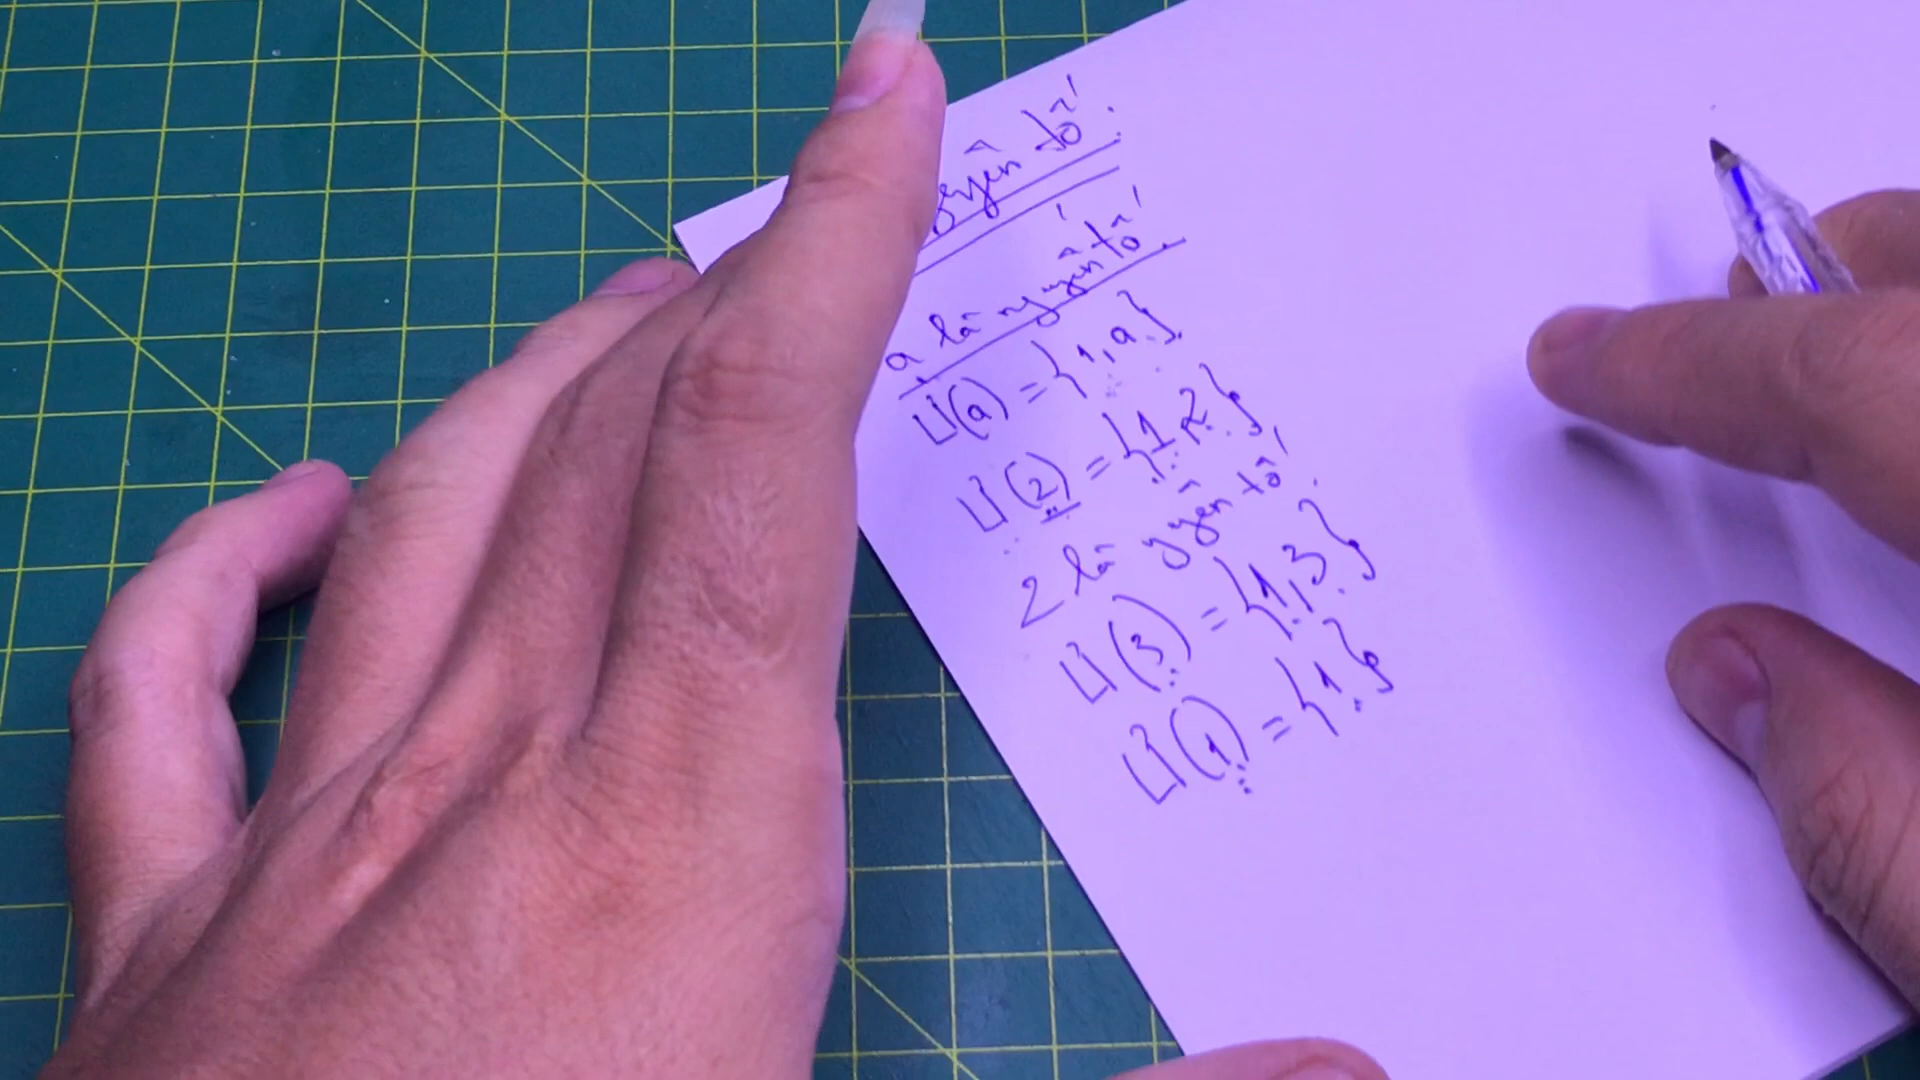 nguyên tố.
a là nguyên tố
Ư(a) = {1, a}
Ư(2) = {1, 2}
2 là nguyên tố.
Ư(3) = {1, 3}
Ư(1) = {1}